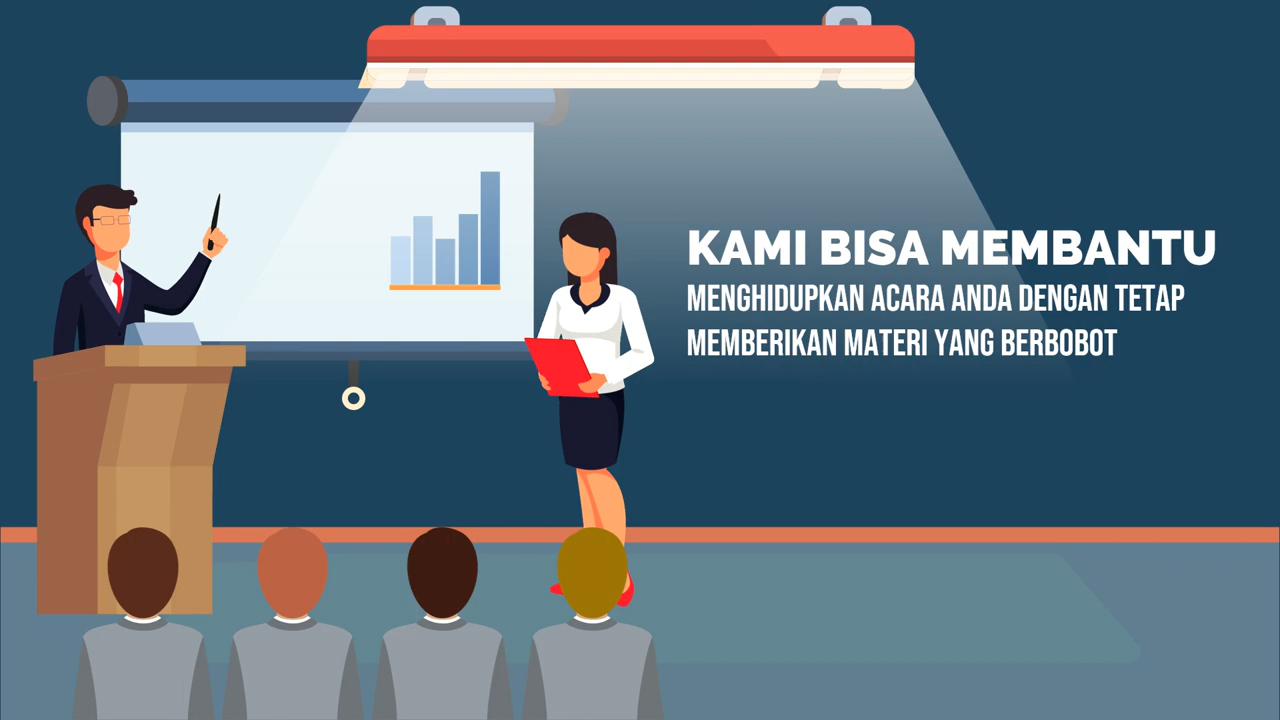 KAMI BISA MEMBANTU
MENGHIDUPKAN ACARA ANDA DENGAN TETAP
MEMBERIKAN MATERI YANG BERBOBOT